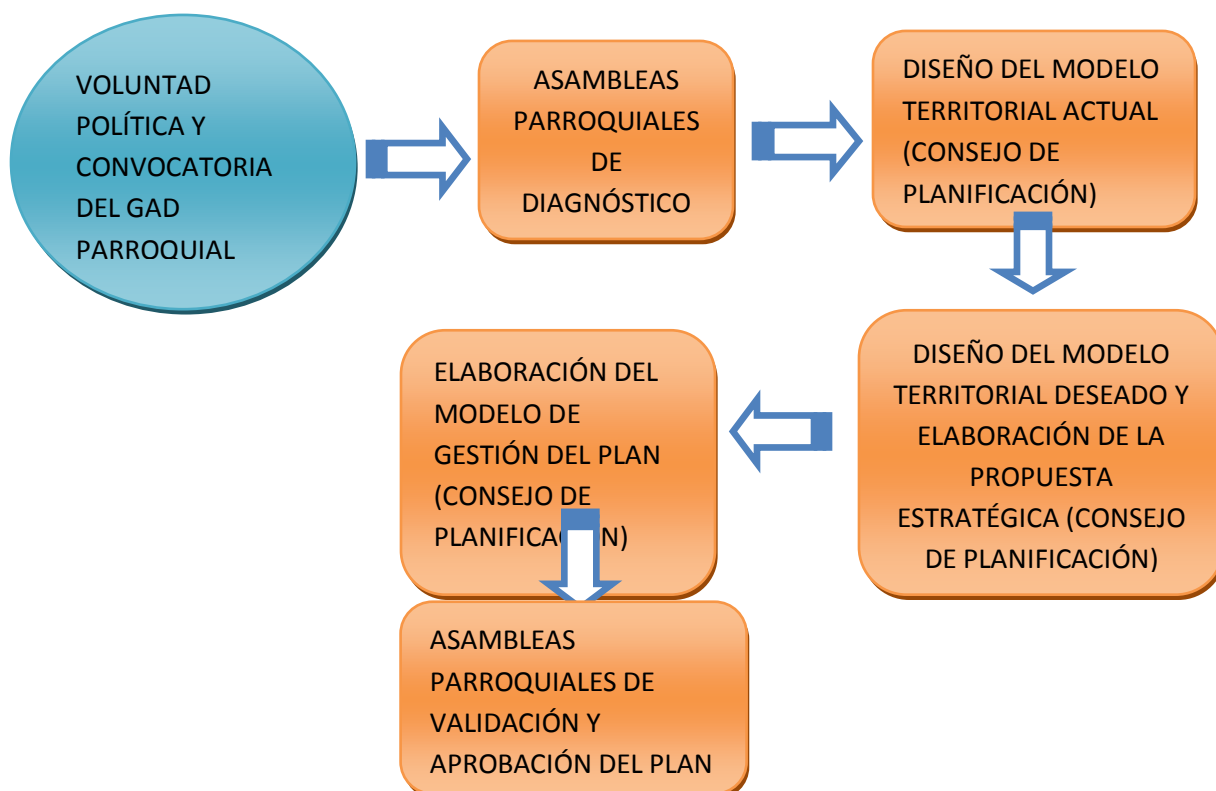 VOLUNTAD
POLÍTICA Y
CONVOCATORIA
DEL GAD
PARROQUIAL
ASAMBLEAS
PARROQUIALES
DE
DIAGNÓSTICO
DISEÑO DEL MODELO
TERRITORIAL ACTUAL
(CONSEJO DE
PLANIFICACIÓN)
DISEÑO DEL MODELO
TERRITORIAL DESEADO Y
ELABORACIÓN DE LA
PROPUESTA
ESTRATÉGICA (CONSEJO
DE PLANIFICACIÓN)
ELABORACIÓN DEL
MODELO DE
GESTIÓN DEL PLAN
(CONSEJO DE
PLANIFICACIÓN)
ASAMBLEAS
PARROQUIALES DE
VALIDACIÓN Y
APROBACIÓN DEL PLAN